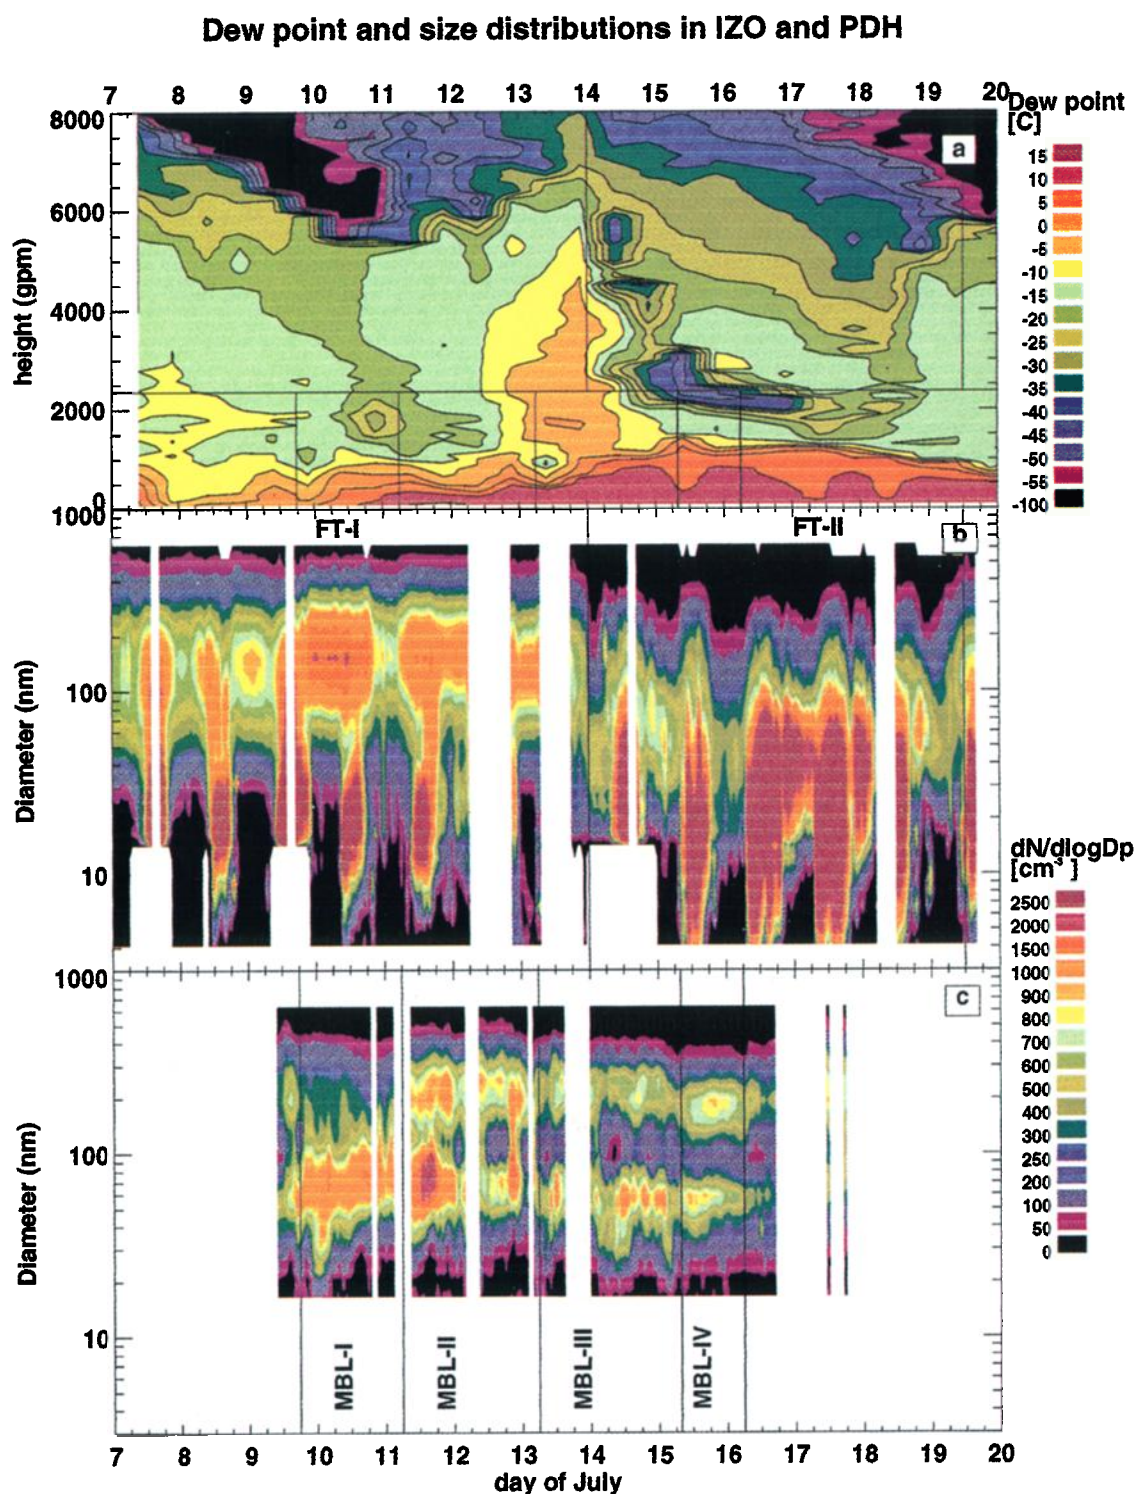 Dew point and size distributions in IZO and PDH
7 8 9 10 11 12 13 14 15 16 17 18 19 20
Dew point
[C]
a
8000
6000
4000
2000
0
height (gpm)
15
10
5
0
-5
-10
-15
-20
-25
-30
-35
-40
-45
-50
-55
-100
FT-I
FT-II
b
1000
100
10
Diameter (nm)
dN/dlogDp
[cm⁻³]
2500
2000
1500
1000
900
800
700
600
500
400
300
250
200
100
50
0
c
1000
100
10
Diameter (nm)
MBL-I
MBL-II
MBL-III
MBL-IV
7 8 9 10 11 12 13 14 15 16 17 18 19 20
day of July